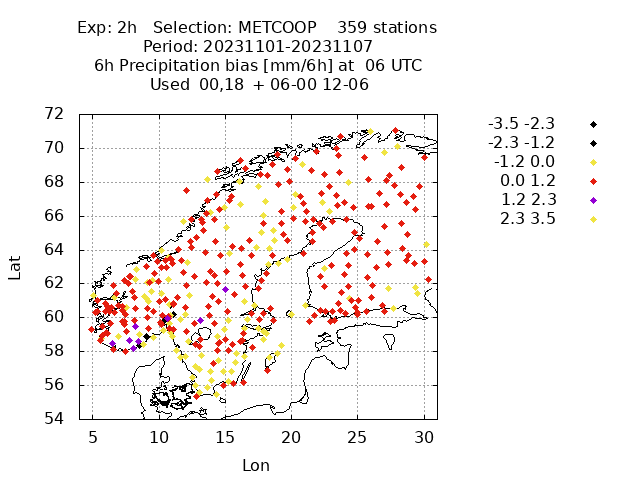 Exp: 2h   Selection: METCOOP    359 stations
Period: 20231101-20231107
6h Precipitation bias [mm/6h] at  06 UTC
Used 00,18  + 06-00 12-06
72
70
68
66
64
62
60
58
56
54
Lat
5 10 15 20 25 30
Lon
-3.5 -2.3
-2.3 -1.2
-1.2 0.0
0.0 1.2
1.2 2.3
2.3 3.5